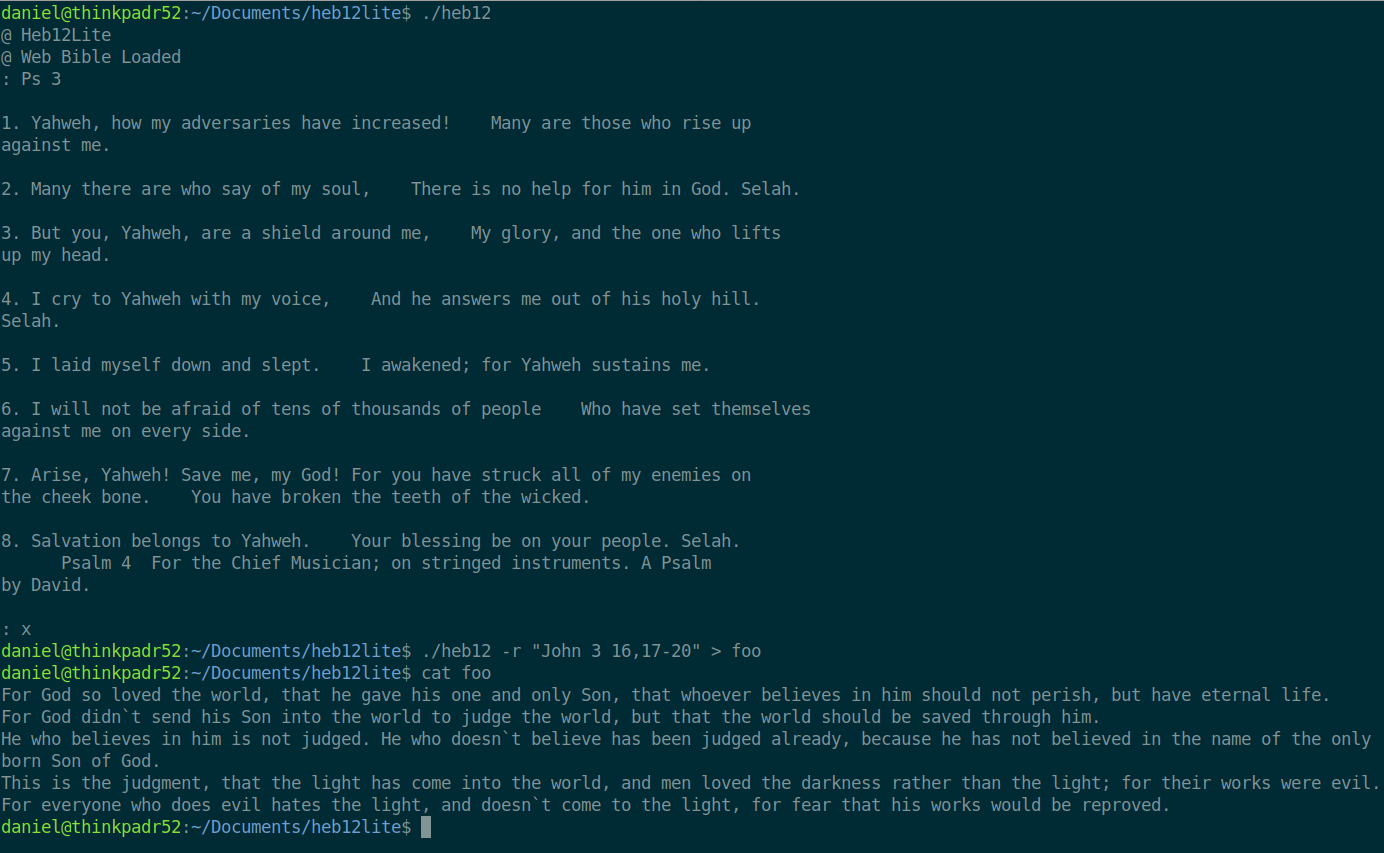 daniel@thinkpadr52:~/Documents/heb12lite$ ./heb12
@ Heb12Lite
@ Web Bible Loaded
: Ps 3

1. Yahweh, how my adversaries have increased!    Many are those who rise up
against me.

2. Many there are who say of my soul,    There is no help for him in God. Selah.

3. But you, Yahweh, are a shield around me,    My glory, and the one who lifts
up my head.

4. I cry to Yahweh with my voice,    And he answers me out of his holy hill.
Selah.

5. I laid myself down and slept.    I awakened; for Yahweh sustains me.

6. I will not be afraid of tens of thousands of people    Who have set themselves
against me on every side.

7. Arise, Yahweh! Save me, my God! For you have struck all of my enemies on
the cheek bone.    You have broken the teeth of the wicked.

8. Salvation belongs to Yahweh.    Your blessing be on your people. Selah.
      Psalm 4  For the Chief Musician; on stringed instruments. A Psalm
by David.

: x
daniel@thinkpadr52:~/Documents/heb12lite$ ./heb12 -r "John 3 16,17-20" > foo
daniel@thinkpadr52:~/Documents/heb12lite$ cat foo
For God so loved the world, that he gave his one and only Son, that whoever believes in him should not perish, but have eternal life.
For God didn`t send his Son into the world to judge the world, but that the world should be saved through him.
He who believes in him is not judged. He who doesn`t believe has been judged already, because he has not believed in the name of the only
born Son of God.
This is the judgment, that the light has come into the world, and men loved the darkness rather than the light; for their works were evil.
For everyone who does evil hates the light, and doesn`t come to the light, for fear that his works would be reproved.
daniel@thinkpadr52:~/Documents/heb12lite$